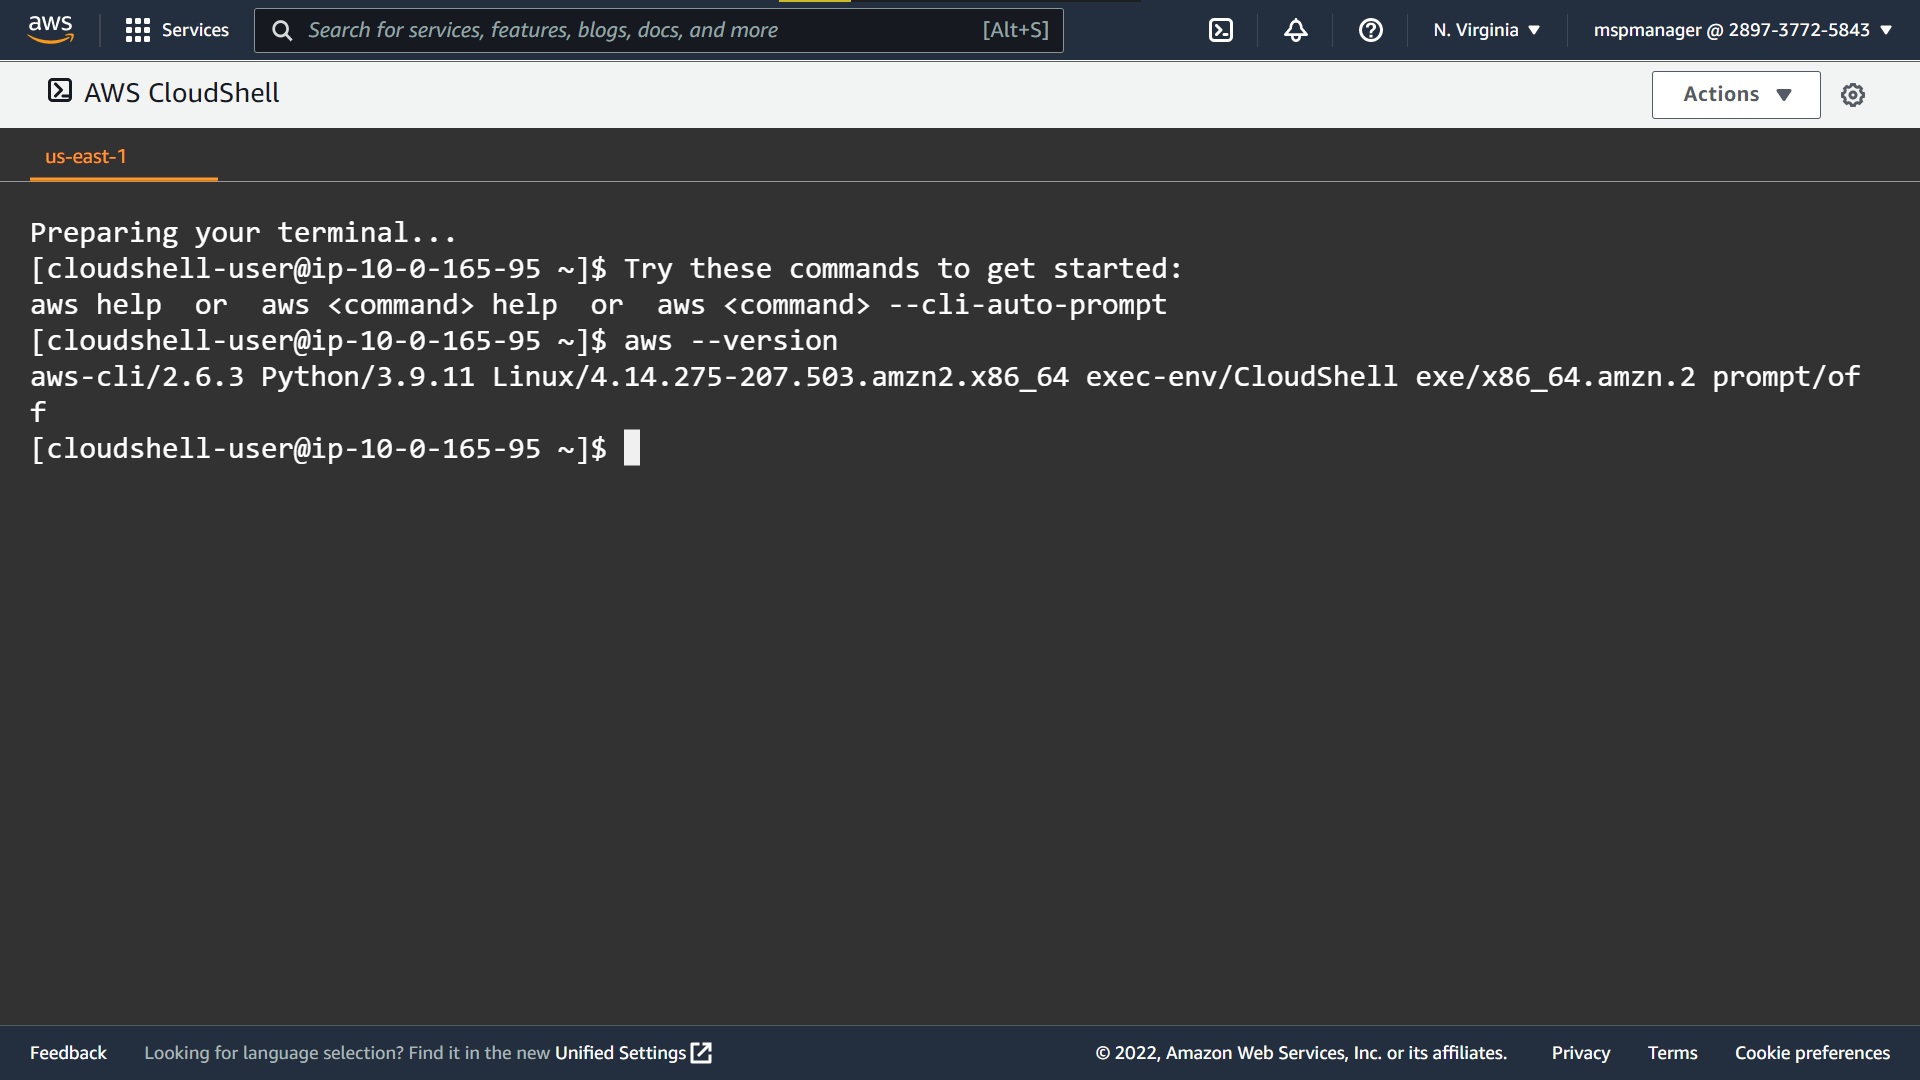 aws Services Search for services, features, blogs, docs, and more [Alt+S] N. Virginia mspmanager @ 2897-3772-5843
AWS CloudShell Actions
us-east-1
Preparing your terminal...
[cloudshell-user@ip-10-0-165-95 ~]$ Try these commands to get started:
aws help  or  aws <command> help  or  aws <command> --cli-auto-prompt
[cloudshell-user@ip-10-0-165-95 ~]$ aws --version
aws-cli/2.6.3 Python/3.9.11 Linux/4.14.275-207.503.amzn2.x86_64 exec-env/CloudShell exe/x86_64.amzn.2 prompt/of
f
[cloudshell-user@ip-10-0-165-95 ~]$
Feedback Looking for language selection? Find it in the new Unified Settings © 2022, Amazon Web Services, Inc. or its affiliates. Privacy Terms Cookie preferences